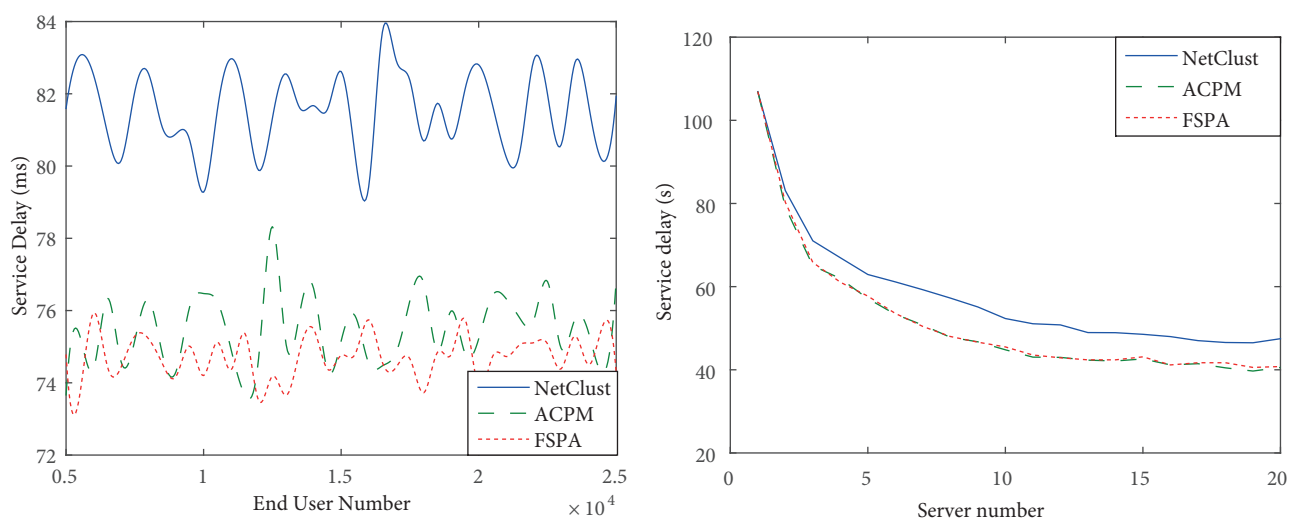 84
82
80
78
76
74
72
Service Delay (ms)
0.5
1
1.5
20
2.5
End User Number
× 10⁴
NetClust
ACPM
FSPA
120
100
80
60
40
20
Service delay (s)
0
5
10
15
20
Server number
NetClust
ACPM
FSPA